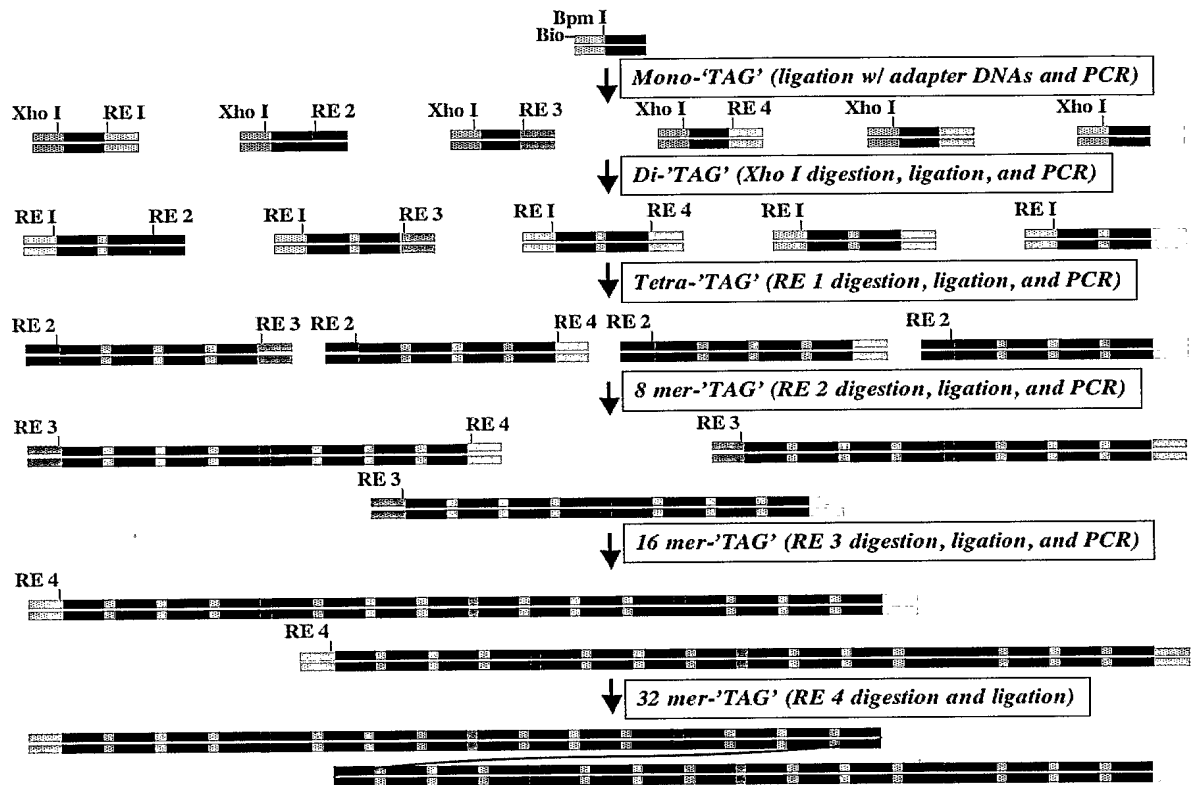 Bpm I
Bio
Mono-'TAG' (ligation w/ adapter DNAs and PCR)
Xho I RE 1 Xho I RE 2 Xho I RE 3 Xho I RE 4 Xho I Xho I
Di-'TAG' (Xho I digestion, ligation, and PCR)
RE 1 RE 2 RE 1 RE 3 RE 1 RE 4 RE 1 RE 1
Tetra-'TAG' (RE 1 digestion, ligation, and PCR)
RE 2 RE 3 RE 2 RE 4 RE 2 RE 2
8 mer-'TAG' (RE 2 digestion, ligation, and PCR)
RE 3 RE 4 RE 3
RE 3
16 mer-'TAG' (RE 3 digestion, ligation, and PCR)
RE 4
RE 4
32 mer-'TAG' (RE 4 digestion and ligation)